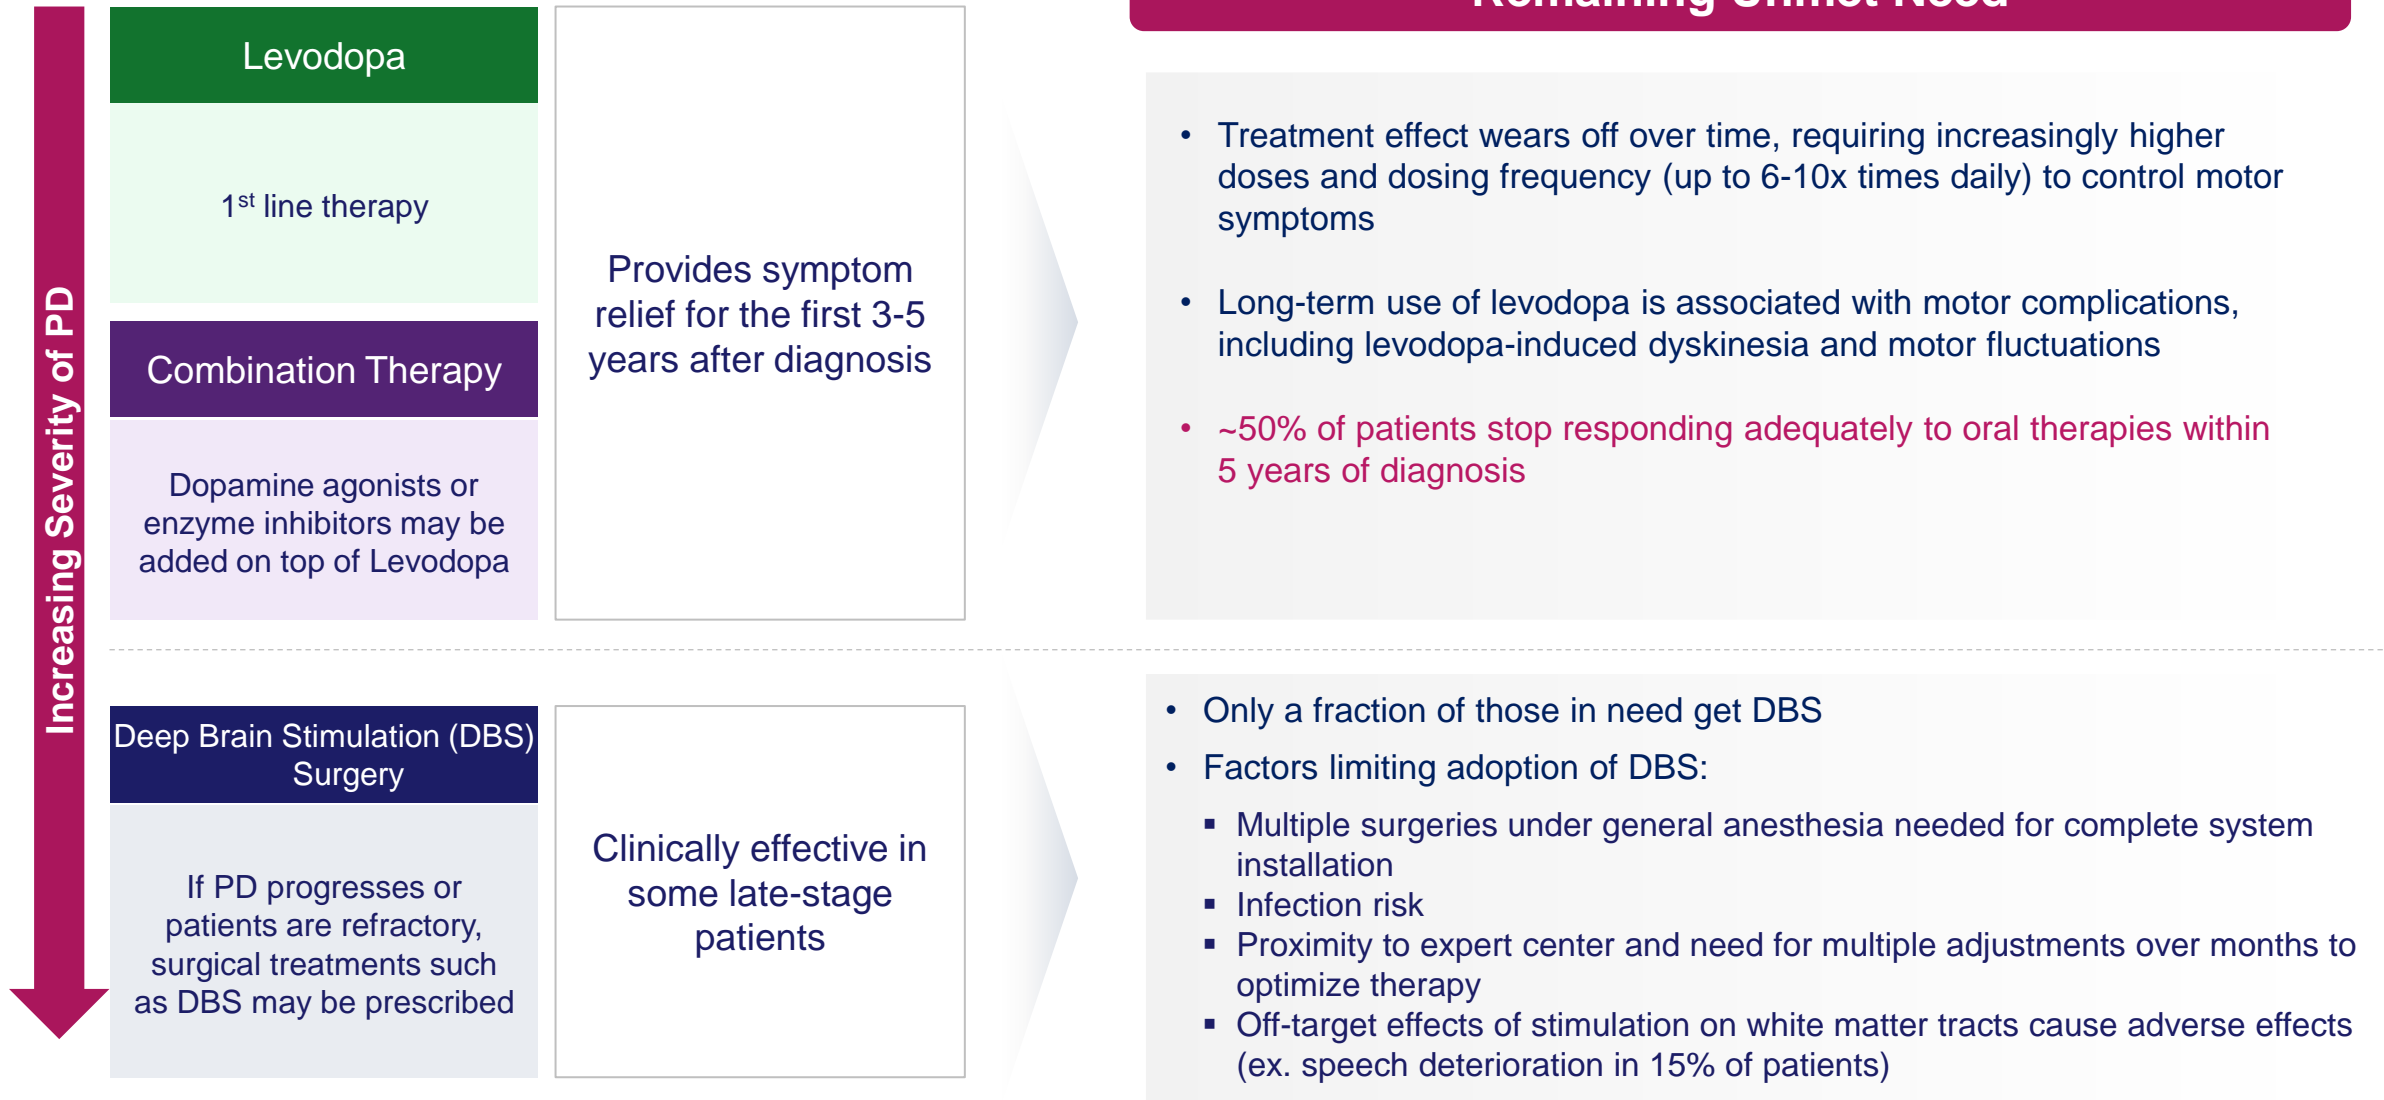 Remaining Unmet Need
Increasing Severity of PD
Levodopa
1st line therapy
Combination Therapy
Dopamine agonists or
enzyme inhibitors may be
added on top of Levodopa
Provides symptom
relief for the first 3-5
years after diagnosis
• Treatment effect wears off over time, requiring increasingly higher
doses and dosing frequency (up to 6-10x times daily) to control motor
symptoms
• Long-term use of levodopa is associated with motor complications,
including levodopa-induced dyskinesia and motor fluctuations
• ~50% of patients stop responding adequately to oral therapies within
5 years of diagnosis
Deep Brain Stimulation (DBS)
Surgery
If PD progresses or
patients are refractory,
surgical treatments such
as DBS may be prescribed
Clinically effective in
some late-stage
patients
• Only a fraction of those in need get DBS
• Factors limiting adoption of DBS:
▪ Multiple surgeries under general anesthesia needed for complete system
installation
▪ Infection risk
▪ Proximity to expert center and need for multiple adjustments over months to
optimize therapy
▪ Off-target effects of stimulation on white matter tracts cause adverse effects
(ex. speech deterioration in 15% of patients)